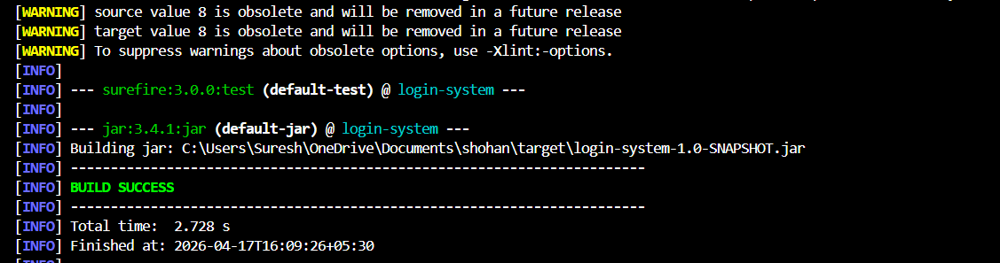 [WARNING] source value 8 is obsolete and will be removed in a future release
[WARNING] target value 8 is obsolete and will be removed in a future release
[WARNING] To suppress warnings about obsolete options, use -Xlint:-options.
[INFO]
[INFO] --- surefire:3.0.0:test (default-test) @ login-system ---
[INFO]
[INFO] --- jar:3.4.1:jar (default-jar) @ login-system ---
[INFO] Building jar: C:\Users\Suresh\OneDrive\Documents\shohan\target\login-system-1.0-SNAPSHOT.jar
[INFO] ------------------------------------------------------------------------
[INFO] BUILD SUCCESS
[INFO] ------------------------------------------------------------------------
[INFO] Total time:  2.728 s
[INFO] Finished at: 2026-04-17T16:09:26+05:30